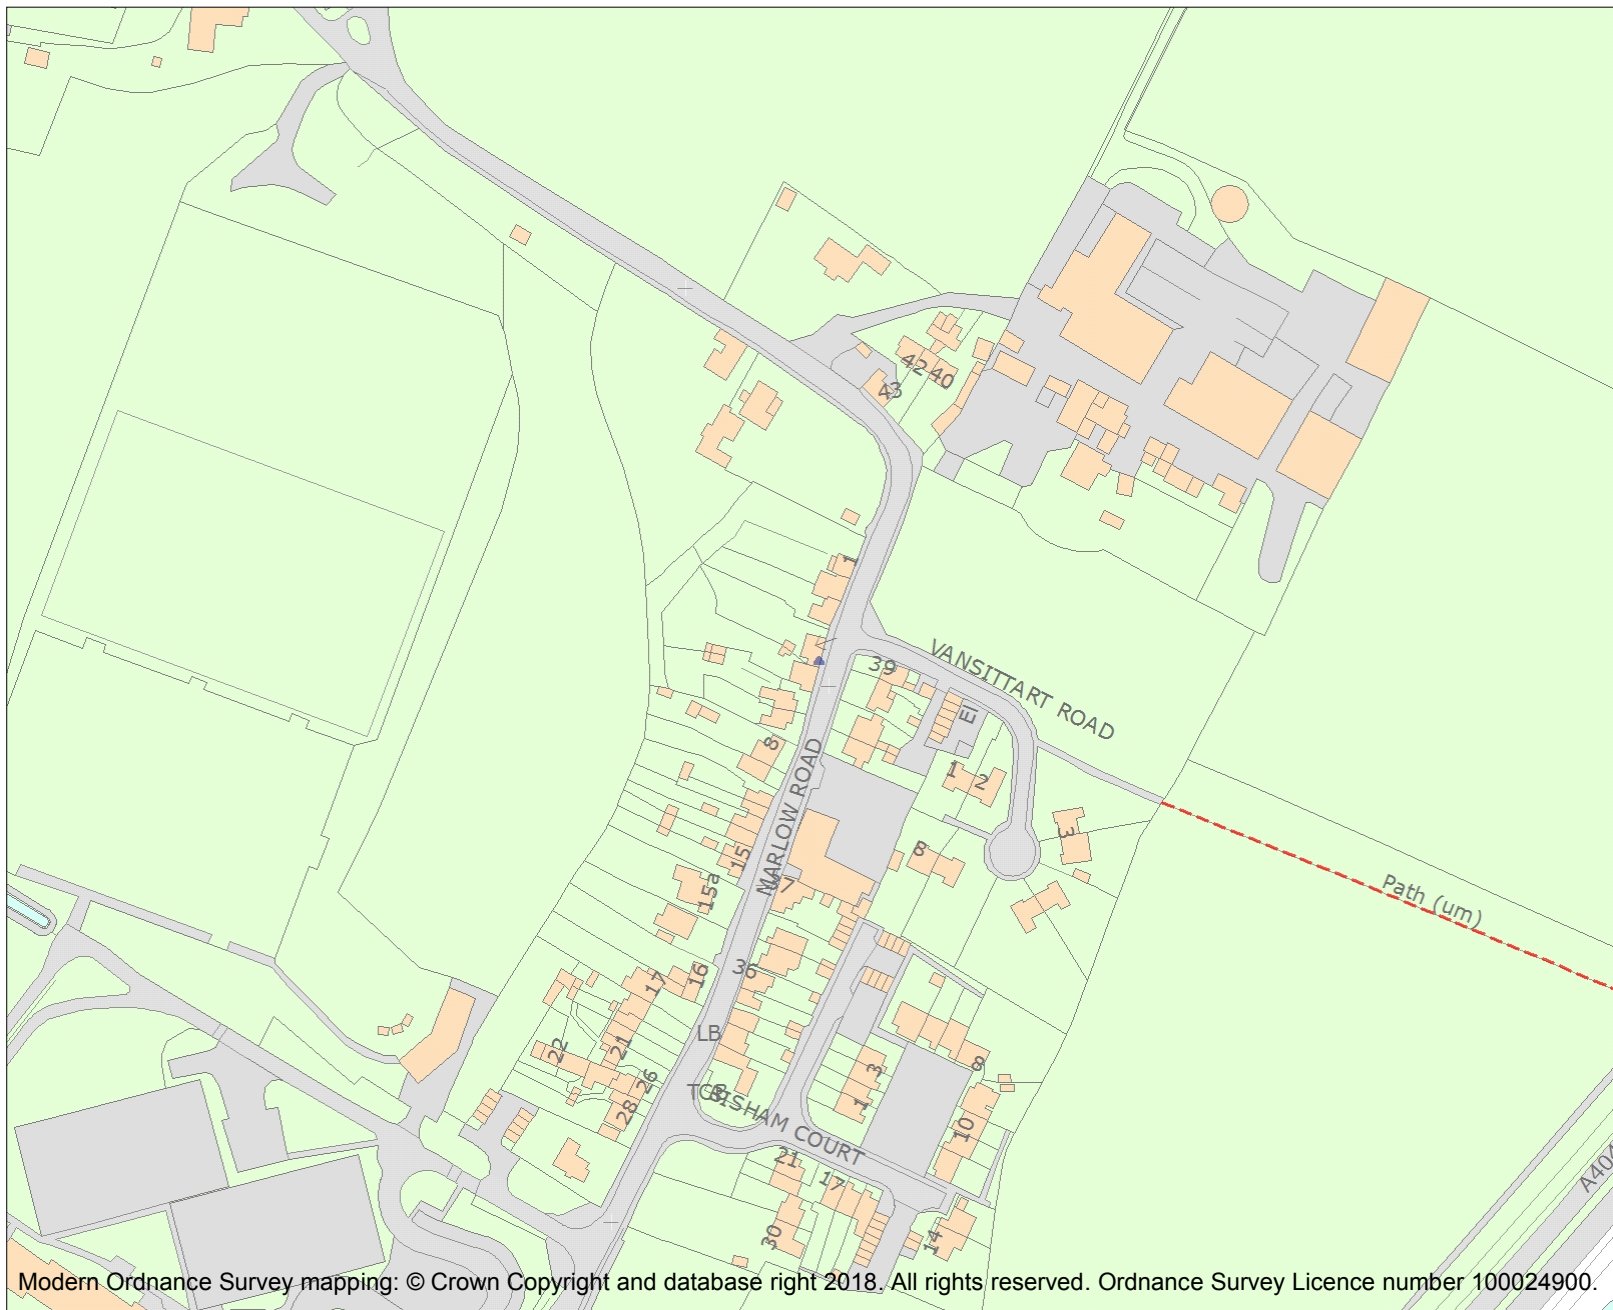 42
40
43
1
VANSITTART ROAD
39
El
8
MARLOW ROAD
1
2
3
8
15
15a
Path (um)
36
16
17
LB
22
21
26
3
8
28
1
BISHAM COURT
10
21
17
A404
30
14
Modern Ordnance Survey mapping: © Crown Copyright and database right 2018. All rights reserved. Ordnance Survey Licence number 100024900.